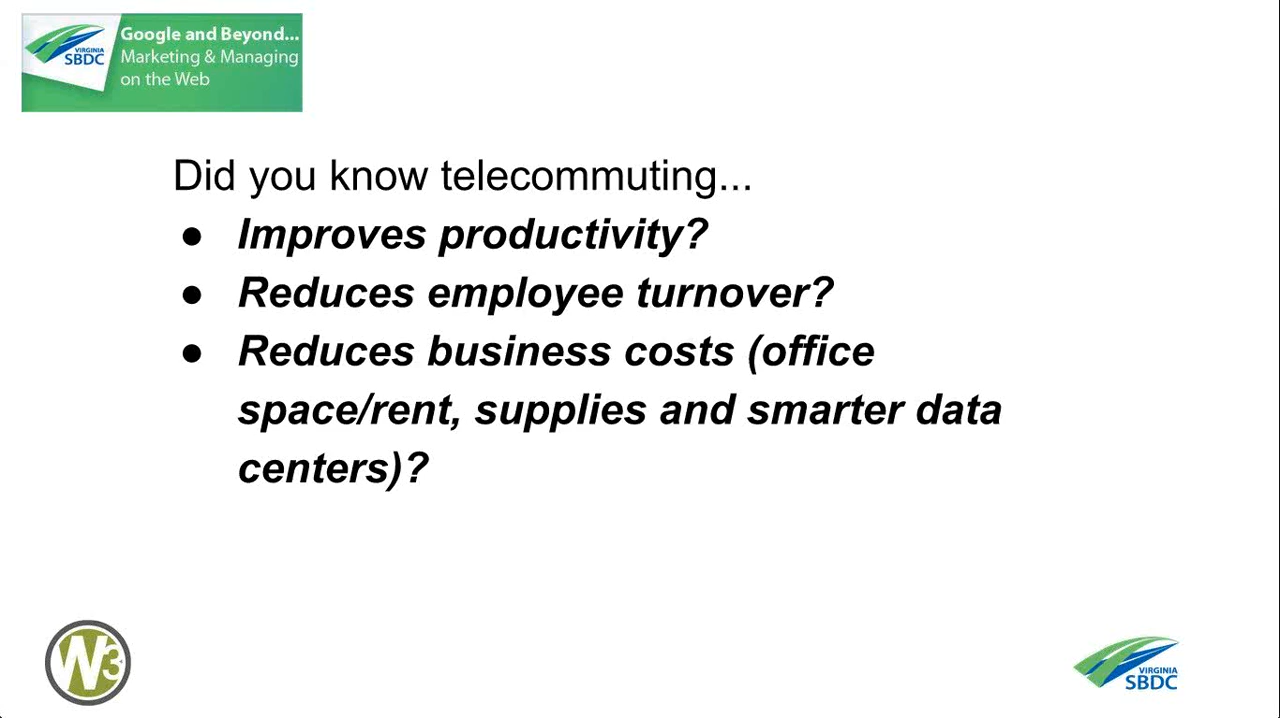 Google and Beyond...
VIRGINIA
SBDC
Marketing & Managing
on the Web
Did you know telecommuting...
● Improves productivity?
● Reduces employee turnover?
● Reduces business costs (office
space/rent, supplies and smarter data
centers)?
W3
VIRGINIA
SBDC